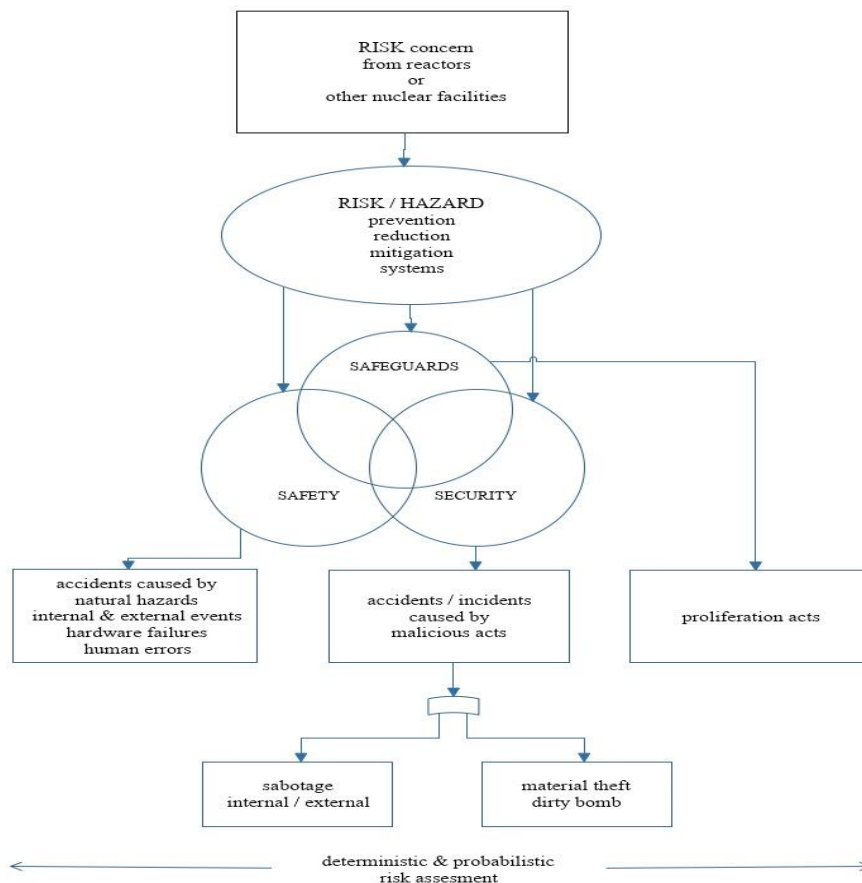 RISK concern
from reactors
or
other nuclear facilities
RISK / HAZARD
prevention
reduction
mitigation
systems
SAFEGUARDS
SAFETY
SECURITY
accidents caused by
natural hazards
internal & external events
hardware failures
human errors
accidents / incidents
caused by
malicious acts
proliferation acts
sabotage
internal / external
material theft
dirty bomb
deterministic & probabilistic
risk assesment